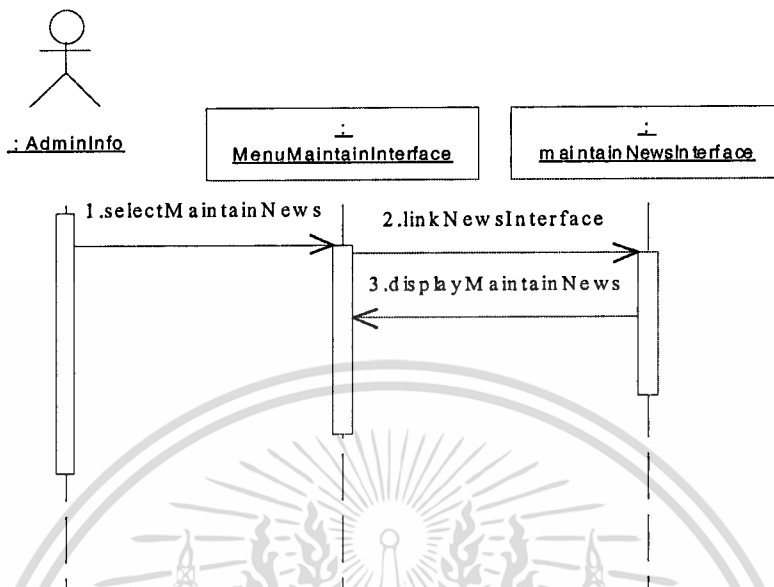 : AdminInfo
:
MenuMaintainInterface
:
maintainNewsInterface
1.selectMaintainNews
2.linkNewsInterface
3.displayMaintainNews